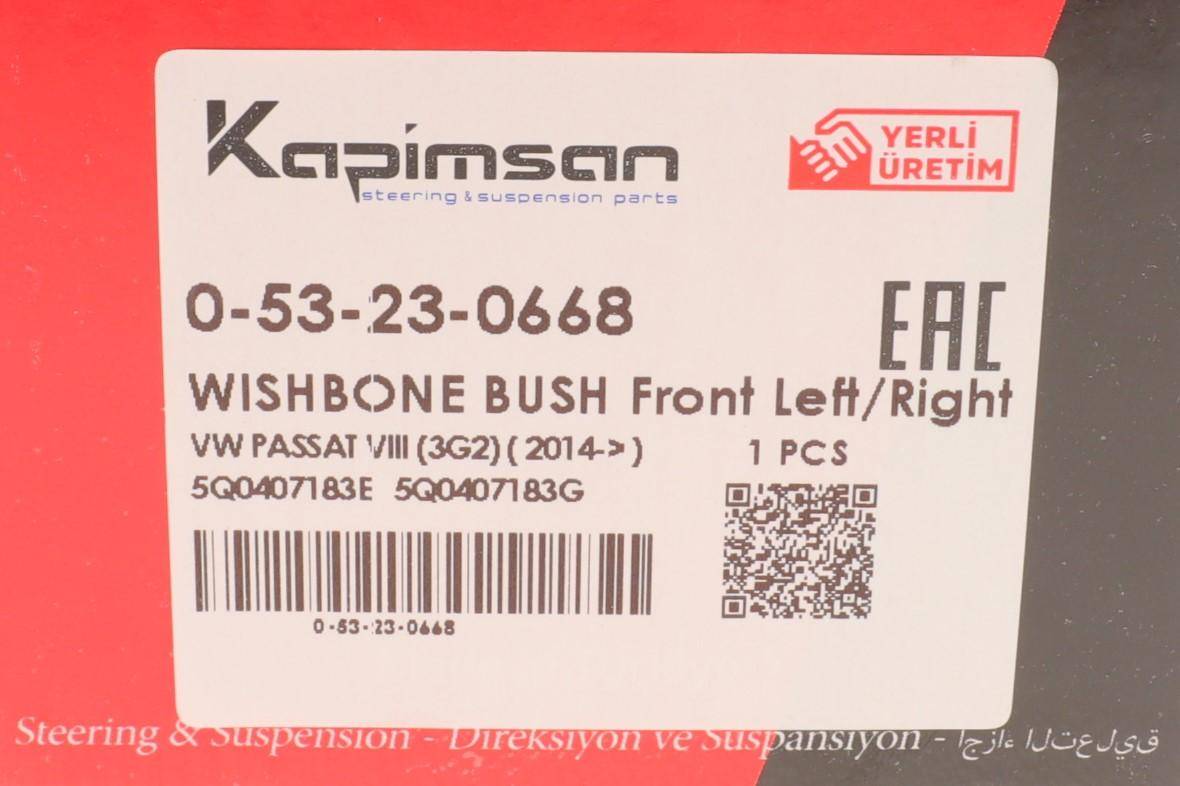 Kapimsan
steering & suspension parts
YERLİ
ÜRETİM
0-53-23-0668
EAC
WISHBONE BUSH Front Left/Right
VW PASSAT VIII (3G2) ( 2014-> )
1 PCS
5Q0407183E 5Q0407183G
0-53-23-0668
Steering & Suspension - Direksiyon ve Süspansiyon - اجزاء التعليق